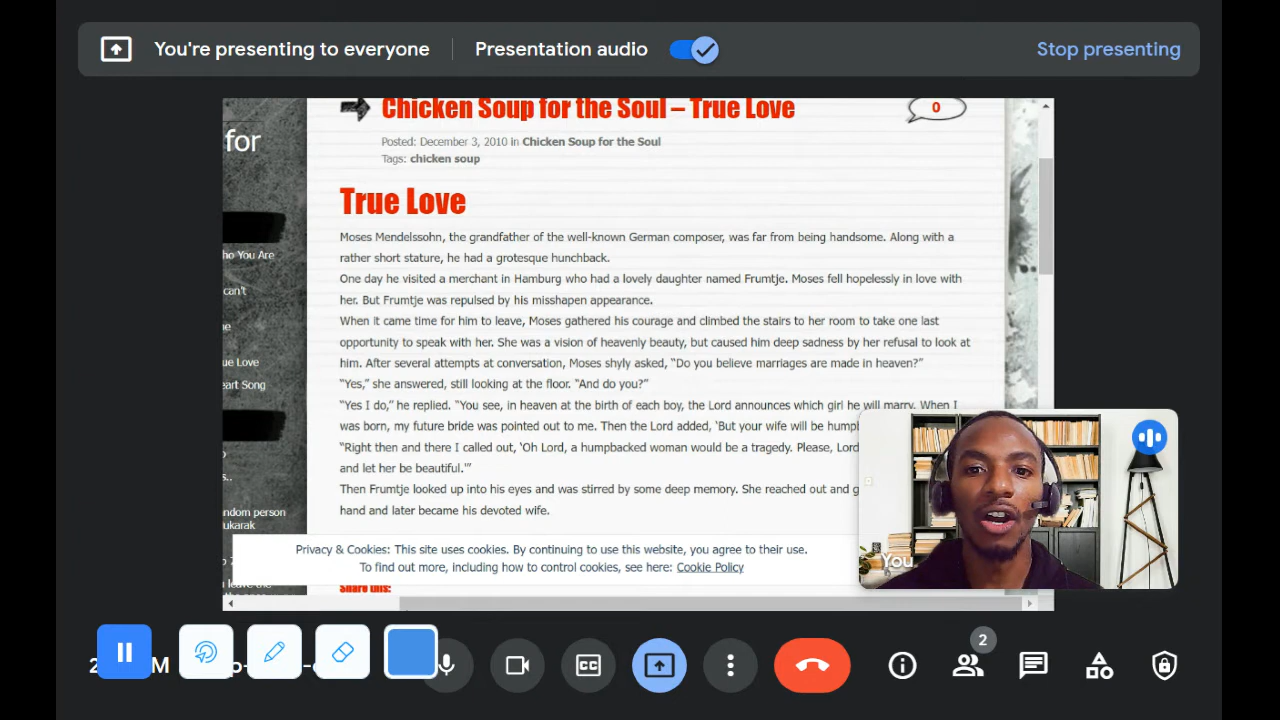 You're presenting to everyone
Presentation audio
Stop presenting
for
Chicken Soup for the Soul – True Love
0
Posted: December 3, 2010 in Chicken Soup for the Soul
Tags: chicken soup
True Love
Moses Mendelssohn, the grandfather of the well-known German composer, was far from being handsome. Along with a
rather short stature, he had a grotesque hunchback.
ho You Are
One day he visited a merchant in Hamburg who had a lovely daughter named Frumtje. Moses fell hopelessly in love with
can't
her. But Frumtje was repulsed by his misshapen appearance.
ne
When it came time for him to leave, Moses gathered his courage and climbed the stairs to her room to take one last
opportunity to speak with her. She was a vision of heavenly beauty, but caused him deep sadness by her refusal to look at
ue Love
him. After several attempts at conversation, Moses shyly asked, “Do you believe marriages are made in heaven?”
eart Song
“Yes,” she answered, still looking at the floor. “And do you?”
“Yes I do,” he replied. “You see, in heaven at the birth of each boy, the Lord announces which girl he will marry. When I
was born, my future bride was pointed out to me. Then the Lord added, ‘But your wife will be humpb
“Right then and there I called out, ‘Oh Lord, a humpbacked woman would be a tragedy. Please, Lord
and let her be beautiful.’”
Then Frumtje looked up into his eyes and was stirred by some deep memory. She reached out and g
hand and later became his devoted wife.
ndom person
ukarak
Privacy & Cookies: This site uses cookies. By continuing to use this website, you agree to their use.
To find out more, including how to control cookies, see here: Cookie Policy
You
Share this:
2
CC